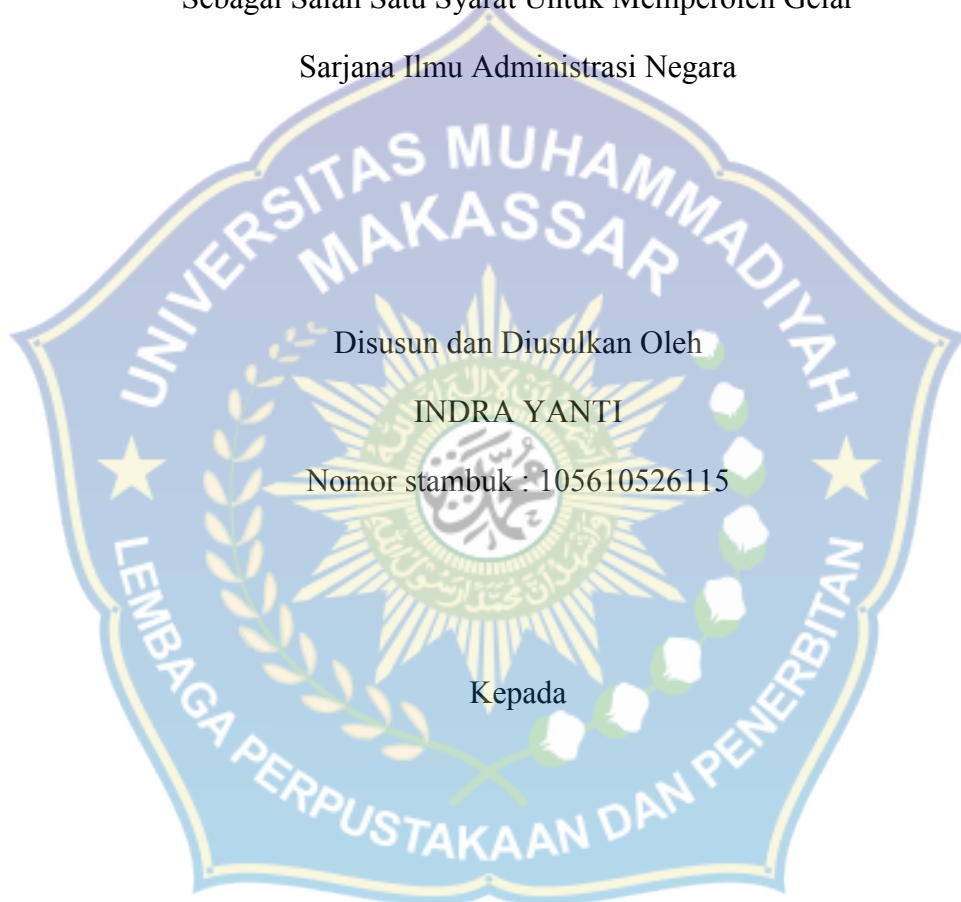 Sebagai Salah Satu Syarat Untuk Memperoleh Gelar
Sarjana Ilmu Administrasi Negara
UNIVERSITAS MUHAMMADIYAH
MAKASSAR
Disusun dan Diusulkan Oleh
INDRA YANTI
Nomor stambuk : 105610526115
Kepada
LEMBAGA PERPUSTAKAAN DAN PENERBITAN
محمد